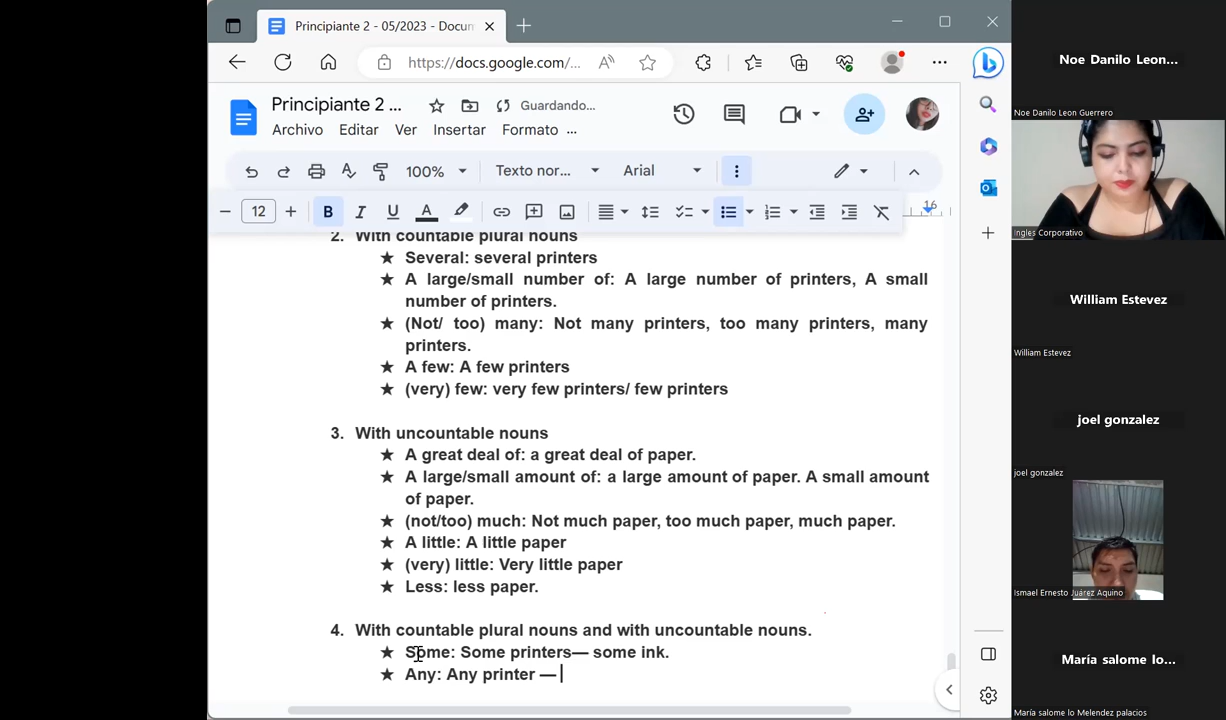 Principiante 2 - 05/2023 - Docum
https://docs.google.com/...
Principiante 2 ...
Guardando...
Archivo Editar Ver Insertar Formato ...
100% Texto nor... Arial
12
16
2. With countable plural nouns
★ Several: several printers
★ A large/small number of: A large number of printers, A small
number of printers.
★ (Not/ too) many: Not many printers, too many printers, many
printers.
★ A few: A few printers
★ (very) few: very few printers/ few printers
3. With uncountable nouns
★ A great deal of: a great deal of paper.
★ A large/small amount of: a large amount of paper. A small amount
of paper.
★ (not/too) much: Not much paper, too much paper, much paper.
★ A little: A little paper
★ (very) little: Very little paper
★ Less: less paper.
4. With countable plural nouns and with uncountable nouns.
★ Some: Some printers— some ink.
★ Any: Any printer —
Noe Danilo Leon...
Noe Danilo Leon Guerrero
Ingles Corporativo
William Estevez
William Estevez
joel gonzalez
joel gonzalez
Ismael Ernesto Juárez Aquino
María salome lo...
María salome lo Melendez palacios